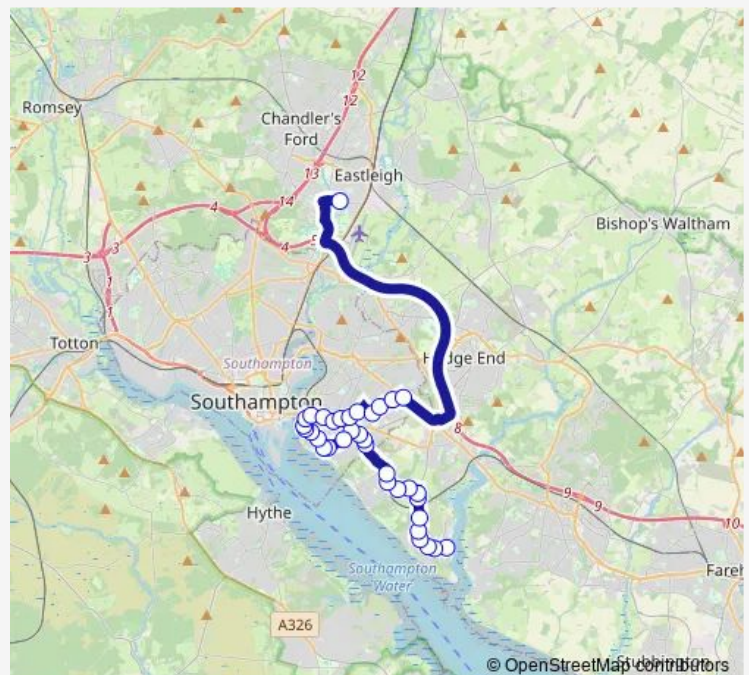 12
12
Romsey
Chandler's
Ford
13
Eastleigh
14
4
4
5
3
3
Bishop's Waltham
1
1
Totton
Southampton
Southampton
Hedge End
8
9
9
10
Hythe
Southampton
Water
Fareh
A326
Stubbington
© OpenStreetMap contributors